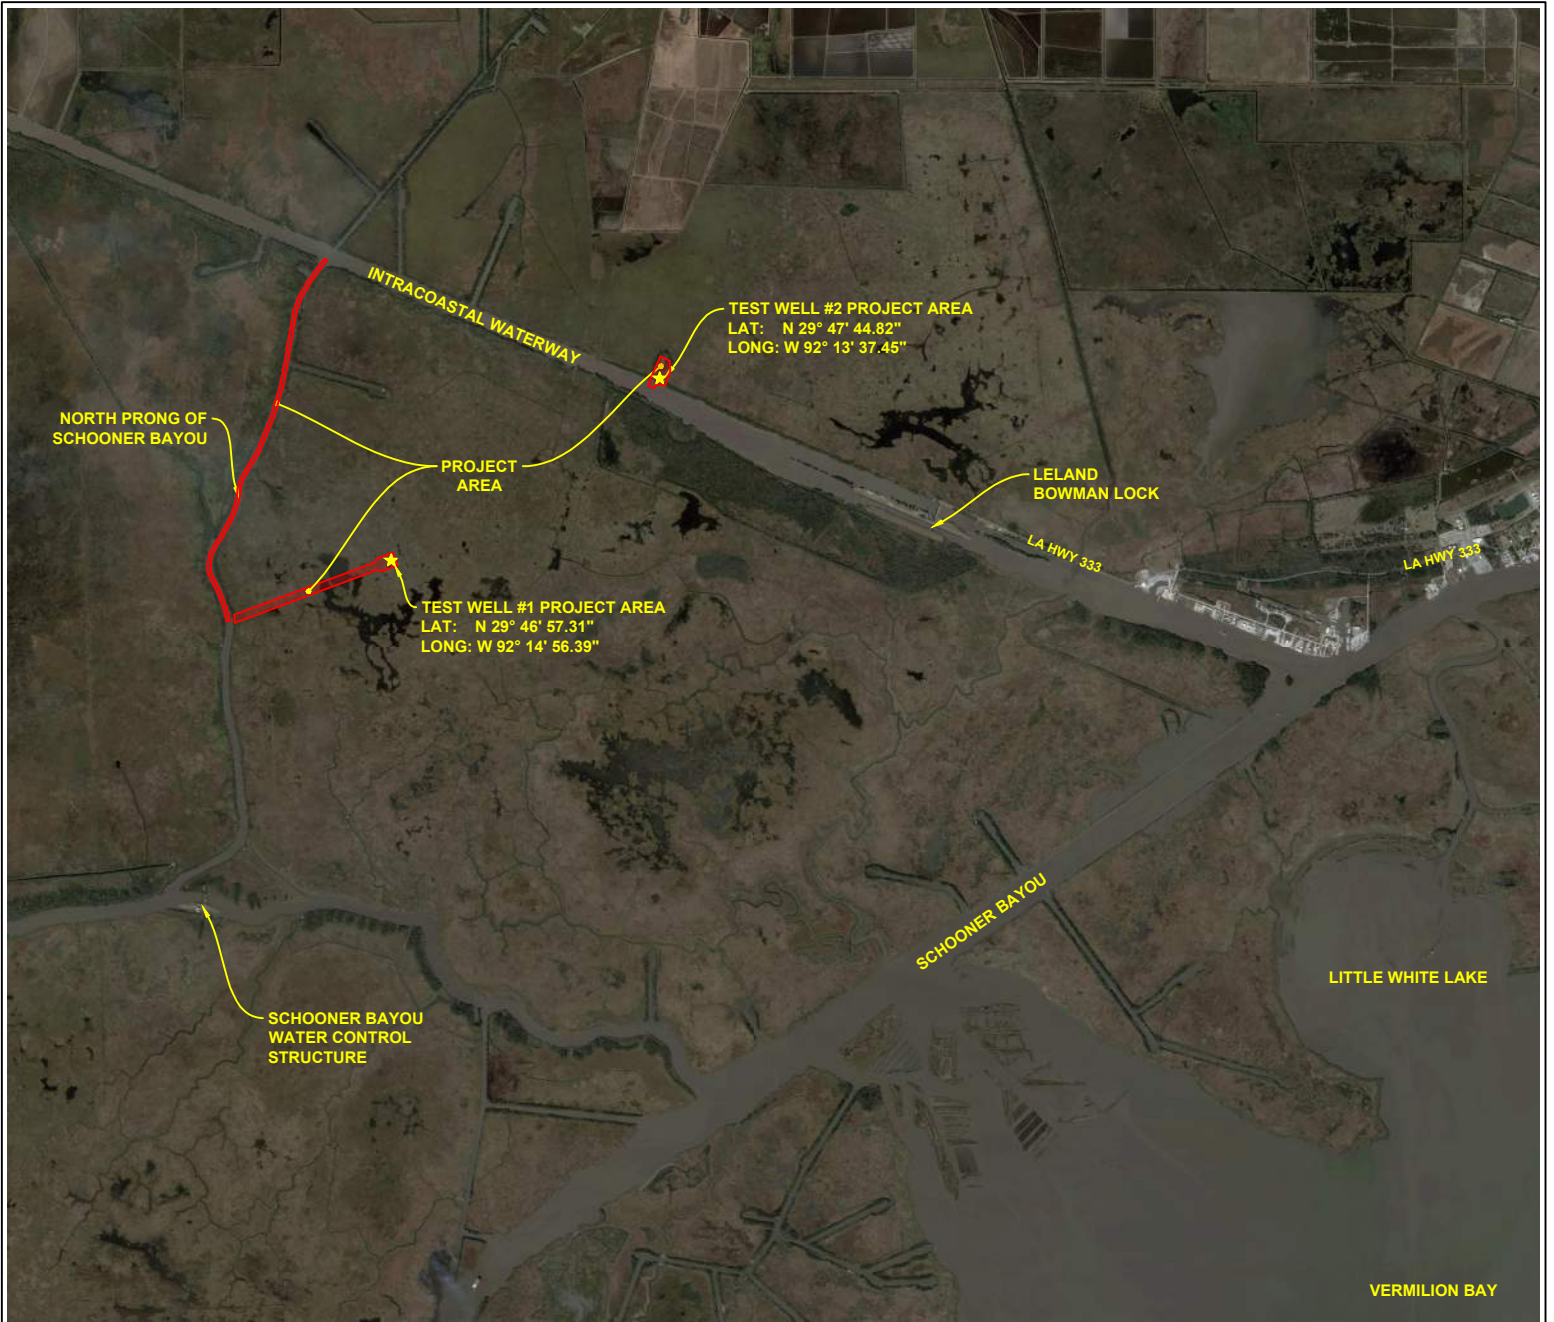 INTRACOASTAL WATERWAY
TEST WELL #2 PROJECT AREA
LAT: N 29° 47' 44.82"
LONG: W 92° 13' 37.45"
NORTH PRONG OF
SCHOONER BAYOU
PROJECT
AREA
LELAND
BOWMAN LOCK
LA HWY 333
LA HWY 333
TEST WELL #1 PROJECT AREA
LAT: N 29° 46' 57.31"
LONG: W 92° 14' 56.39"
SCHOONER BAYOU
LITTLE WHITE LAKE
SCHOONER BAYOU
WATER CONTROL
STRUCTURE
VERMILION BAY